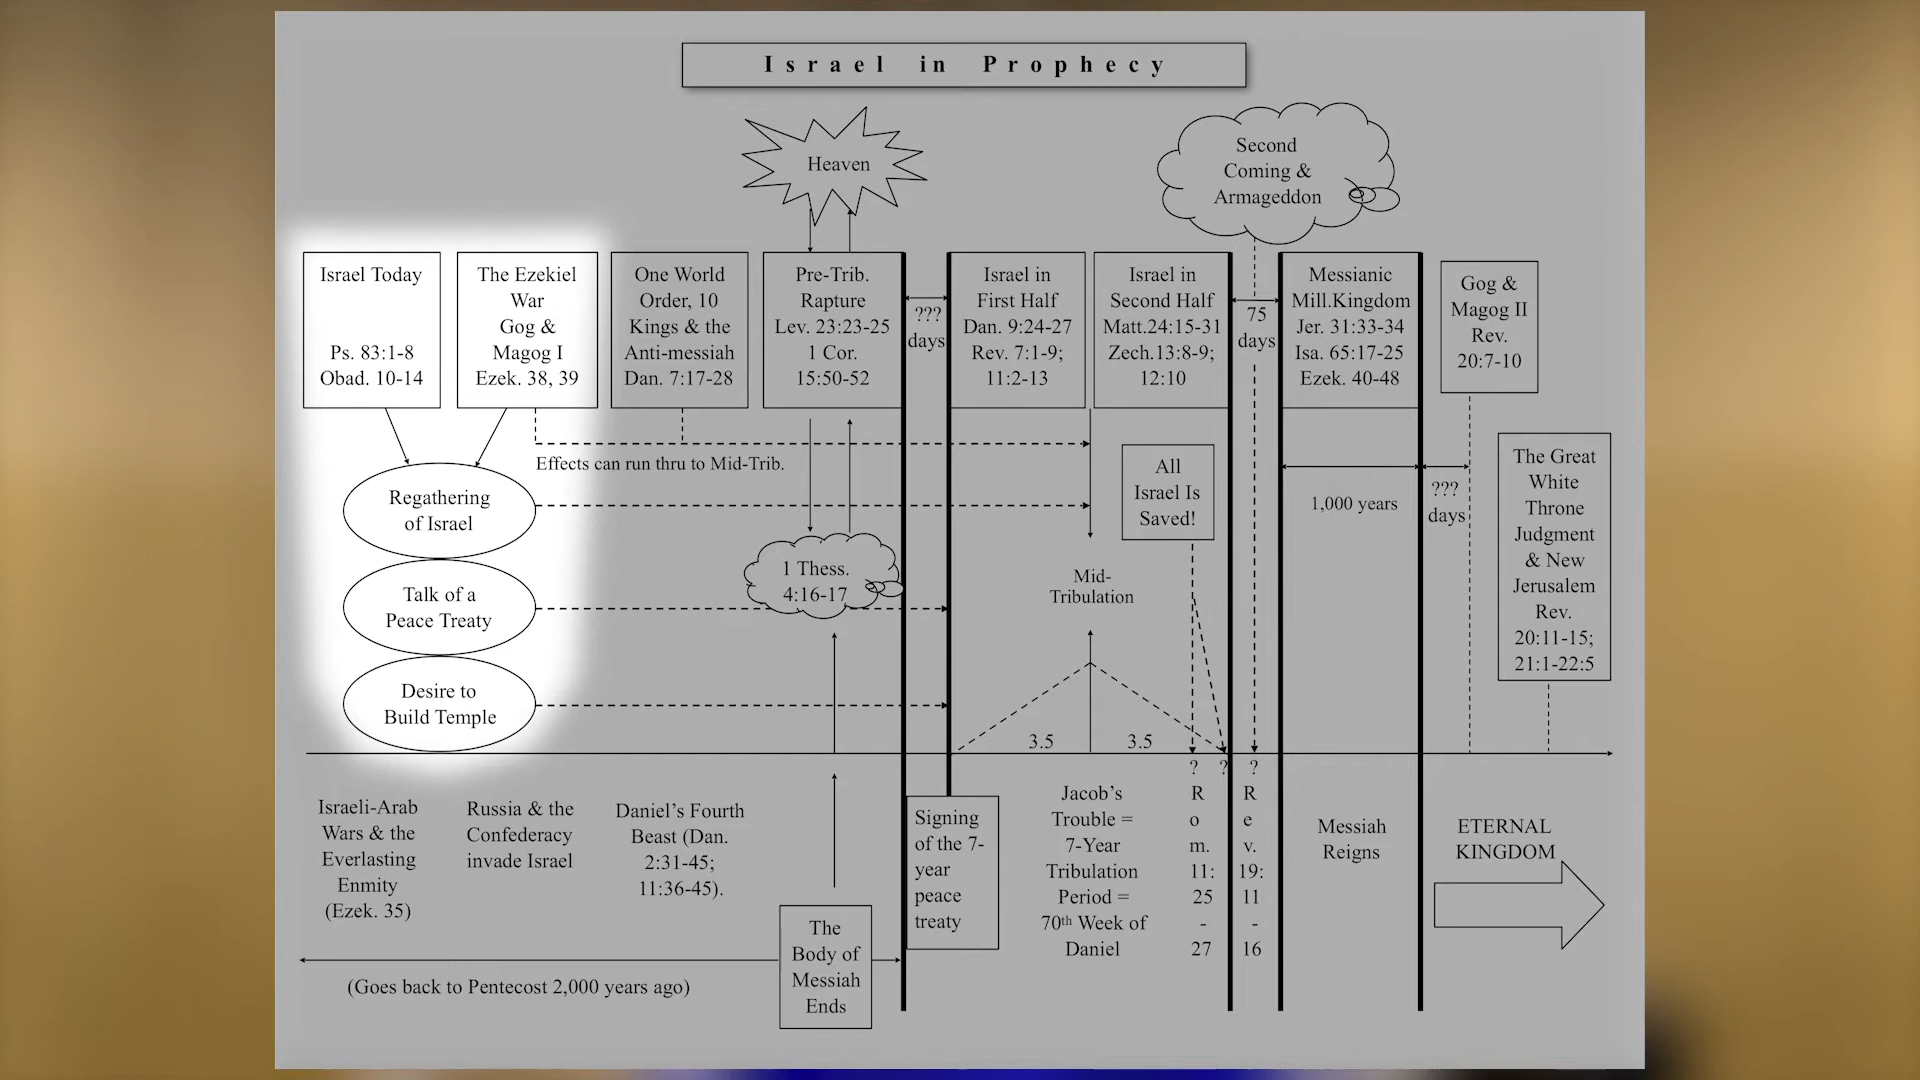 Israel in Prophecy
Heaven
Second
Coming &
Armageddon
Israel Today
Ps. 83:1-8
Obad. 10-14
The Ezekiel
War
Gog &
Magog I
Ezek. 38, 39
One World
Order, 10
Kings & the
Anti-messiah
Dan. 7:17-28
Pre-Trib.
Rapture
Lev. 23:23-25
1 Cor.
15:50-52
???
days
Israel in
First Half
Dan. 9:24-27
Rev. 7:1-9;
11:2-13
Israel in
Second Half
Matt.24:15-31
Zech.13:8-9;
12:10
75
days
Messianic
Mill.Kingdom
Jer. 31:33-34
Isa. 65:17-25
Ezek. 40-48
Gog &
Magog II
Rev.
20:7-10
Effects can run thru to Mid-Trib.
Regathering
of Israel
Talk of a
Peace Treaty
Desire to
Build Temple
1 Thess.
4:16-17
Mid-
Tribulation
All
Israel Is
Saved!
1,000 years
???
days
The Great
White
Throne
Judgment
& New
Jerusalem
Rev.
20:11-15;
21:1-22:5
3.5
3.5
?
?
?
Israeli-Arab
Wars & the
Everlasting
Enmity
(Ezek. 35)
Russia & the
Confederacy
invade Israel
Daniel’s Fourth
Beast (Dan.
2:31-45;
11:36-45).
The
Body of
Messiah
Ends
(Goes back to Pentecost 2,000 years ago)
Signing
of the 7-
year
peace
treaty
Jacob’s
Trouble =
7-Year
Tribulation
Period =
70th Week of
Daniel
R
o
m.
11:
25
-
27
R
e
v.
19:
11
-
16
Messiah
Reigns
ETERNAL
KINGDOM